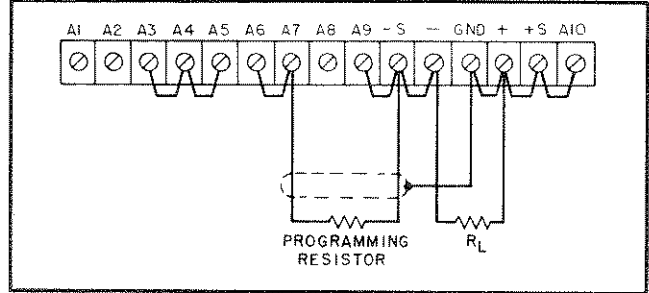 A1 A2 A3 A4 A5 A6 A7 A8 A9 -S – GND + +S A10
PROGRAMMING
RESISTOR
RL